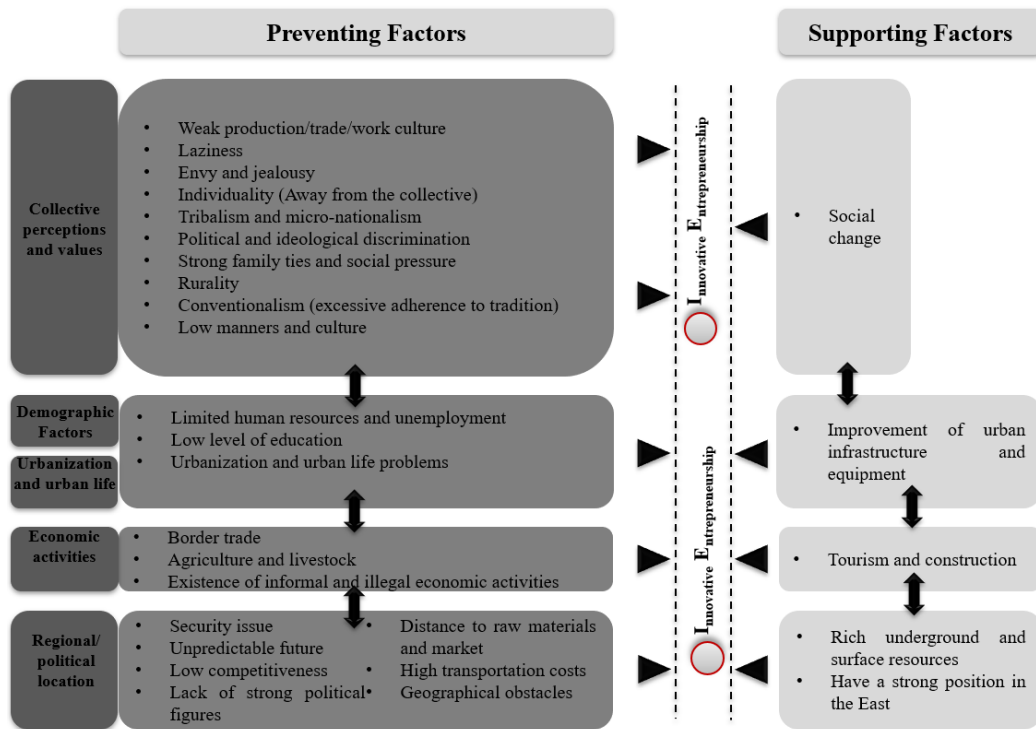 Preventing Factors
Supporting Factors
Collective
perceptions
and values
• Weak production/trade/work culture
• Laziness
• Envy and jealousy
• Individuality (Away from the collective)
• Tribalism and micro-nationalism
• Political and ideological discrimination
• Strong family ties and social pressure
• Rurality
• Conventionalism (excessive adherence to tradition)
• Low manners and culture
Innovative Entrepreneurship
• Social
change
Demographic
Factors
Urbanization
and urban life
• Limited human resources and unemployment
• Low level of education
• Urbanization and urban life problems
• Improvement of urban
infrastructure and
equipment
Economic
activities
• Border trade
• Agriculture and livestock
• Existence of informal and illegal economic activities
Innovative Entrepreneurship
• Tourism and construction
Regional/
political
location
• Security issue
• Unpredictable future
• Low competitiveness
• Lack of strong political
figures
• Distance to raw materials
and market
• High transportation costs
• Geographical obstacles
• Rich underground and
surface resources
• Have a strong position in
the East